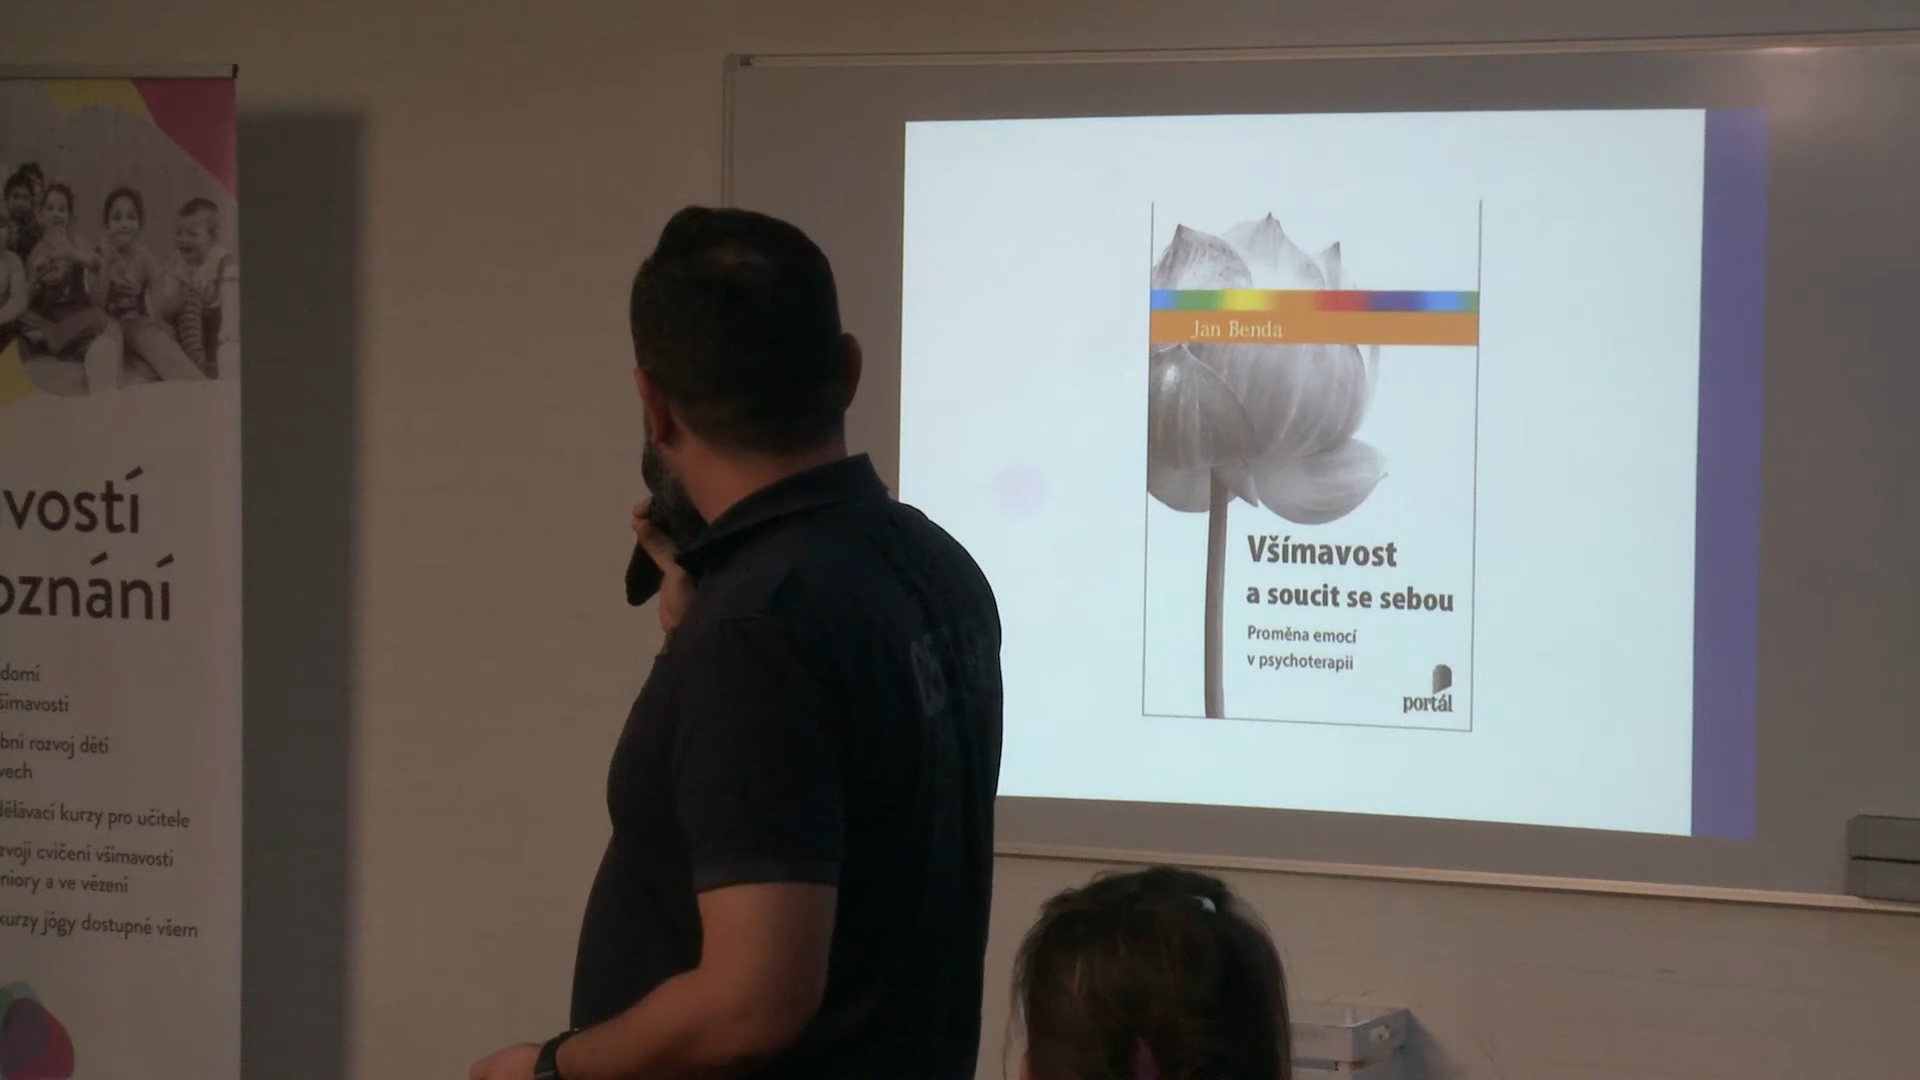 vostí
oznání
domí
šímavosti
bní rozvoj dětí
vech
dělávací kurzy pro učitele
zvoji cvičení všímavosti
niory a ve vězení
kurzy jógy dostupné všem
Jan Benda
Všímavost
a soucit se sebou
Proměna emocí
v psychoterapii
portál